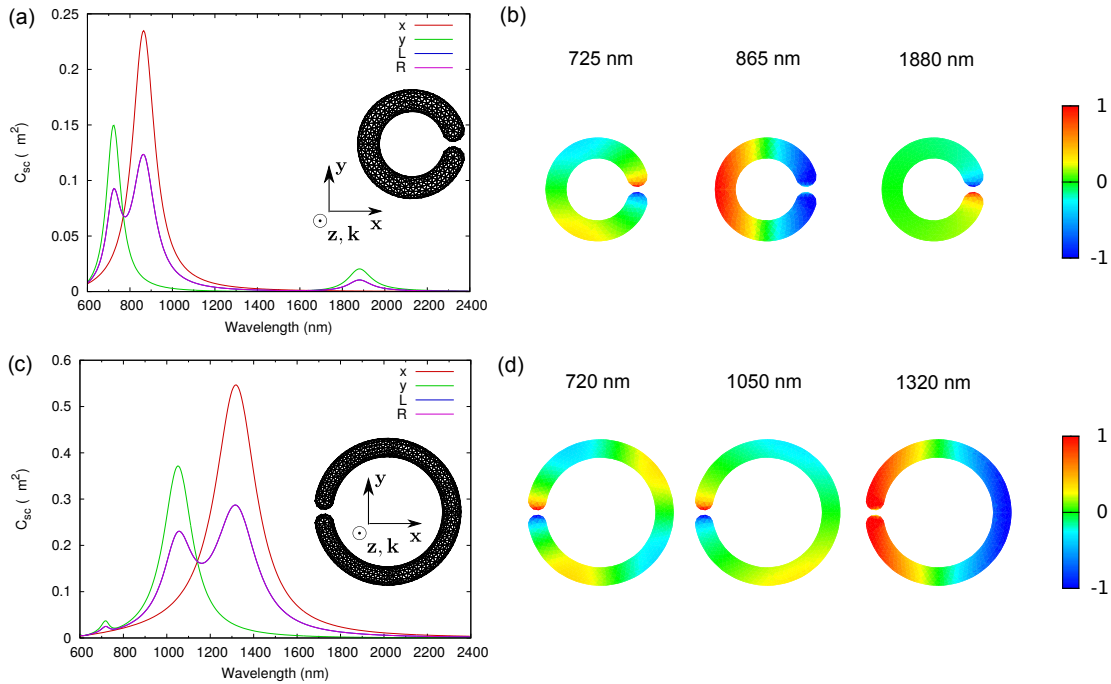 (a)
0.25
0.2
0.15
0.1
0.05
0
C_sc ( m²)
x
y
L
R
y
x
z, k
600 800 1000 1200 1400 1600 1800 2000 2200 2400
Wavelength (nm)
(b)
725 nm 865 nm 1880 nm
1
0
-1
(c)
0.6
0.5
0.4
0.3
0.2
0.1
0
C_sc ( m²)
x
y
L
R
y
x
z, k
600 800 1000 1200 1400 1600 1800 2000 2200 2400
Wavelength (nm)
(d)
720 nm 1050 nm 1320 nm
1
0
-1